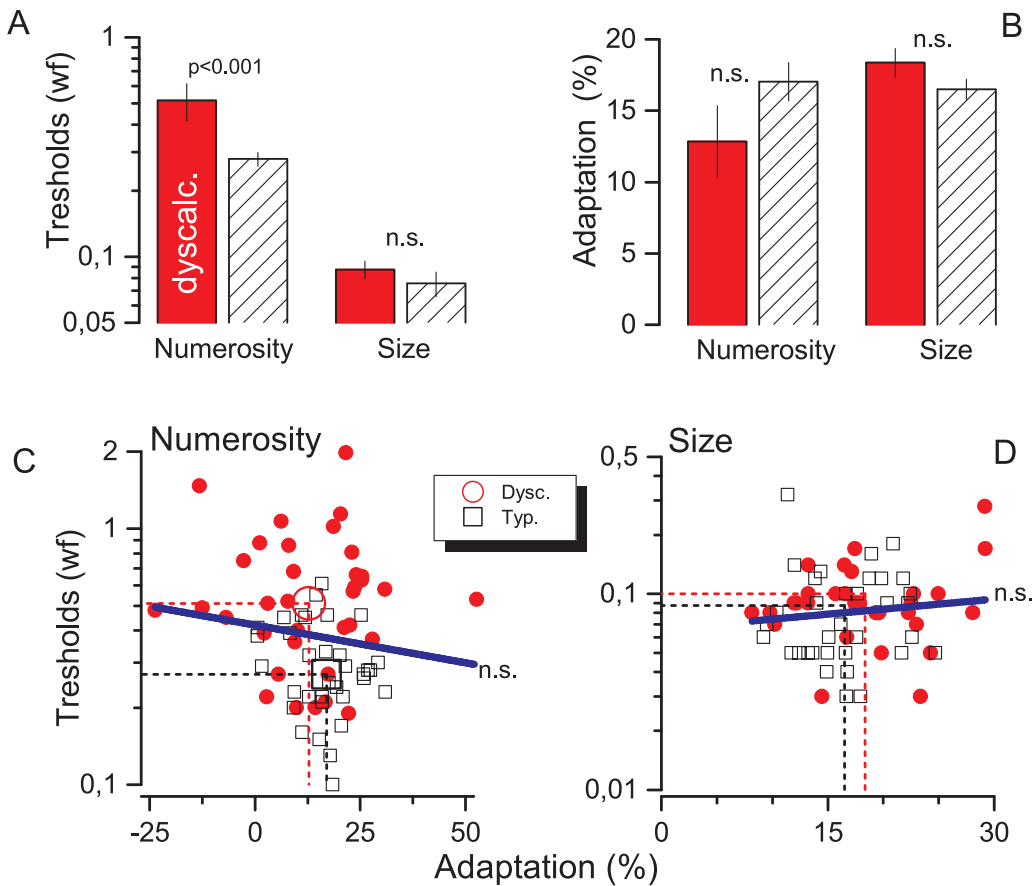 A
B
Tresholds (wf)
1
0,1
0,05
p<0.001
dyscalc.
n.s.
Numerosity
Size
Adaptation (%)
20
15
10
5
0
n.s.
n.s.
Numerosity
Size
C
Numerosity
Tresholds (wf)
2
1
0,1
-25
0
25
50
n.s.
Dysc.
Typ.
Size
D
0,5
0,1
0,01
0
15
30
n.s.
Adaptation (%)